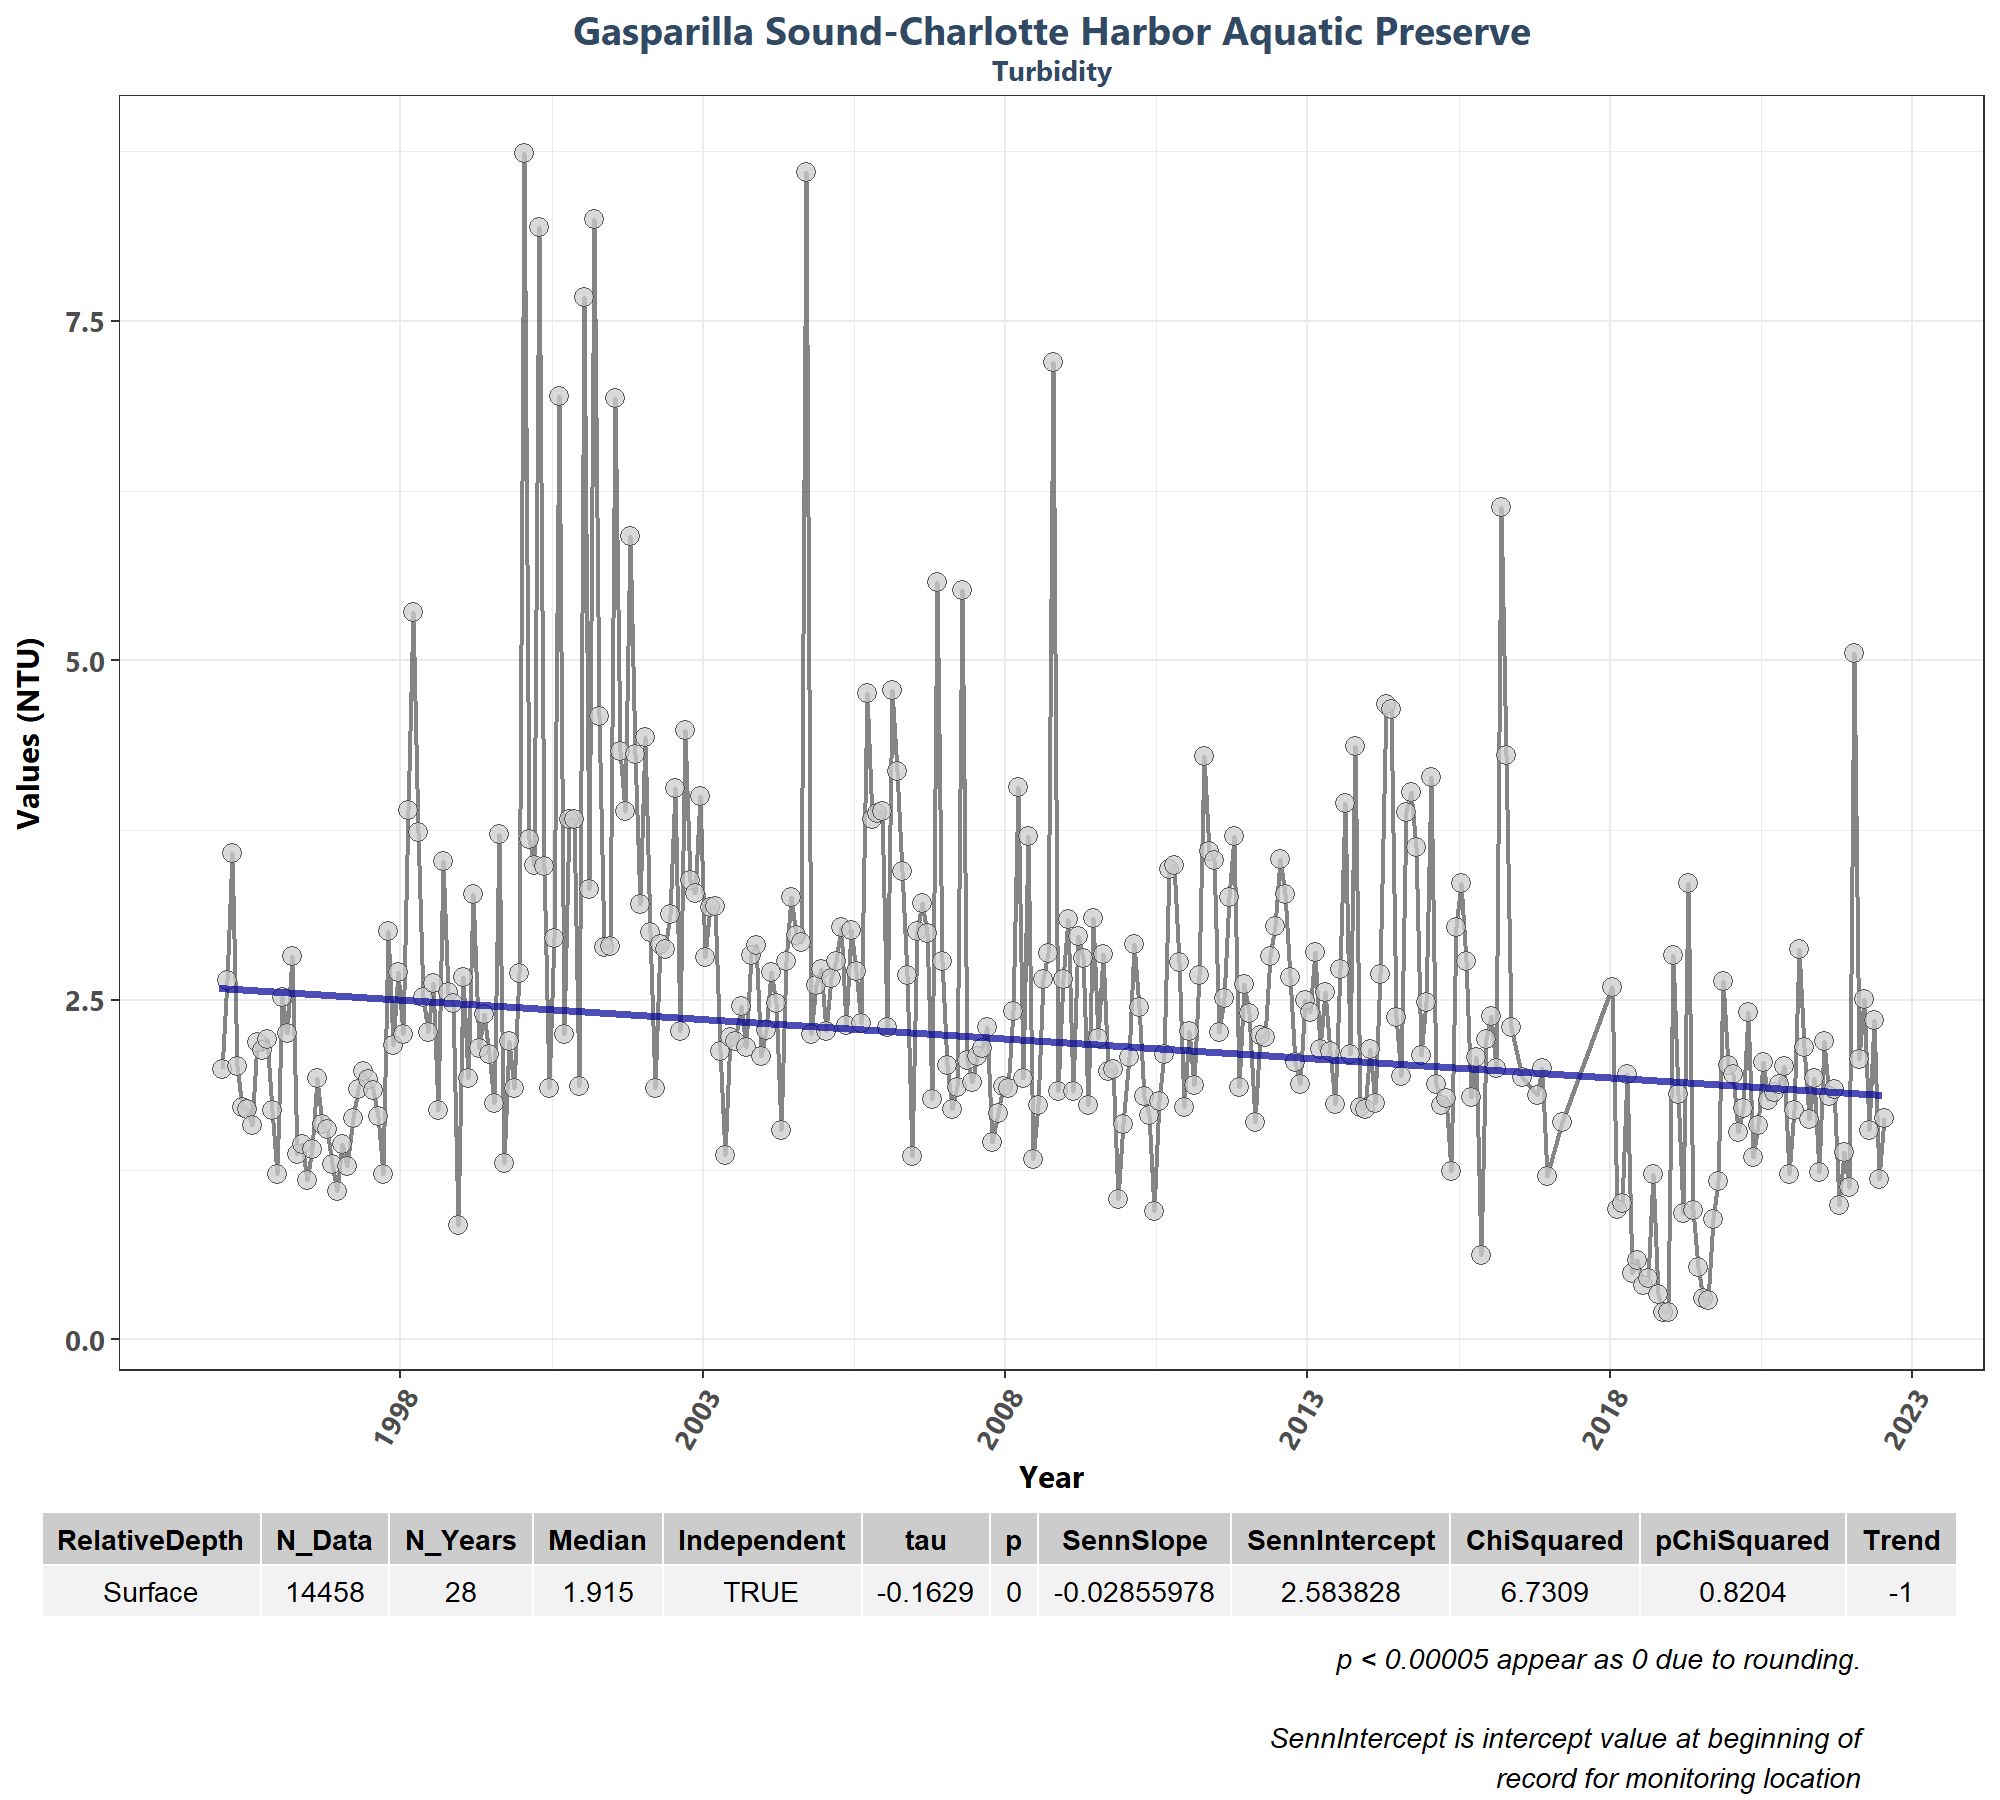 Gasparilla Sound-Charlotte Harbor Aquatic Preserve
Turbidity
Values (NTU)
7.5
5.0
2.5
0.0
1998 2003 2008 2013 2018 2023
Year
RelativeDepth N_Data N_Years Median Independent tau p SennSlope SennIntercept ChiSquared pChiSquared Trend
Surface 14458 28 1.915 TRUE -0.1629 0 -0.02855978 2.583828 6.7309 0.8204 -1
p < 0.00005 appear as 0 due to rounding.
SennIntercept is intercept value at beginning of
record for monitoring location